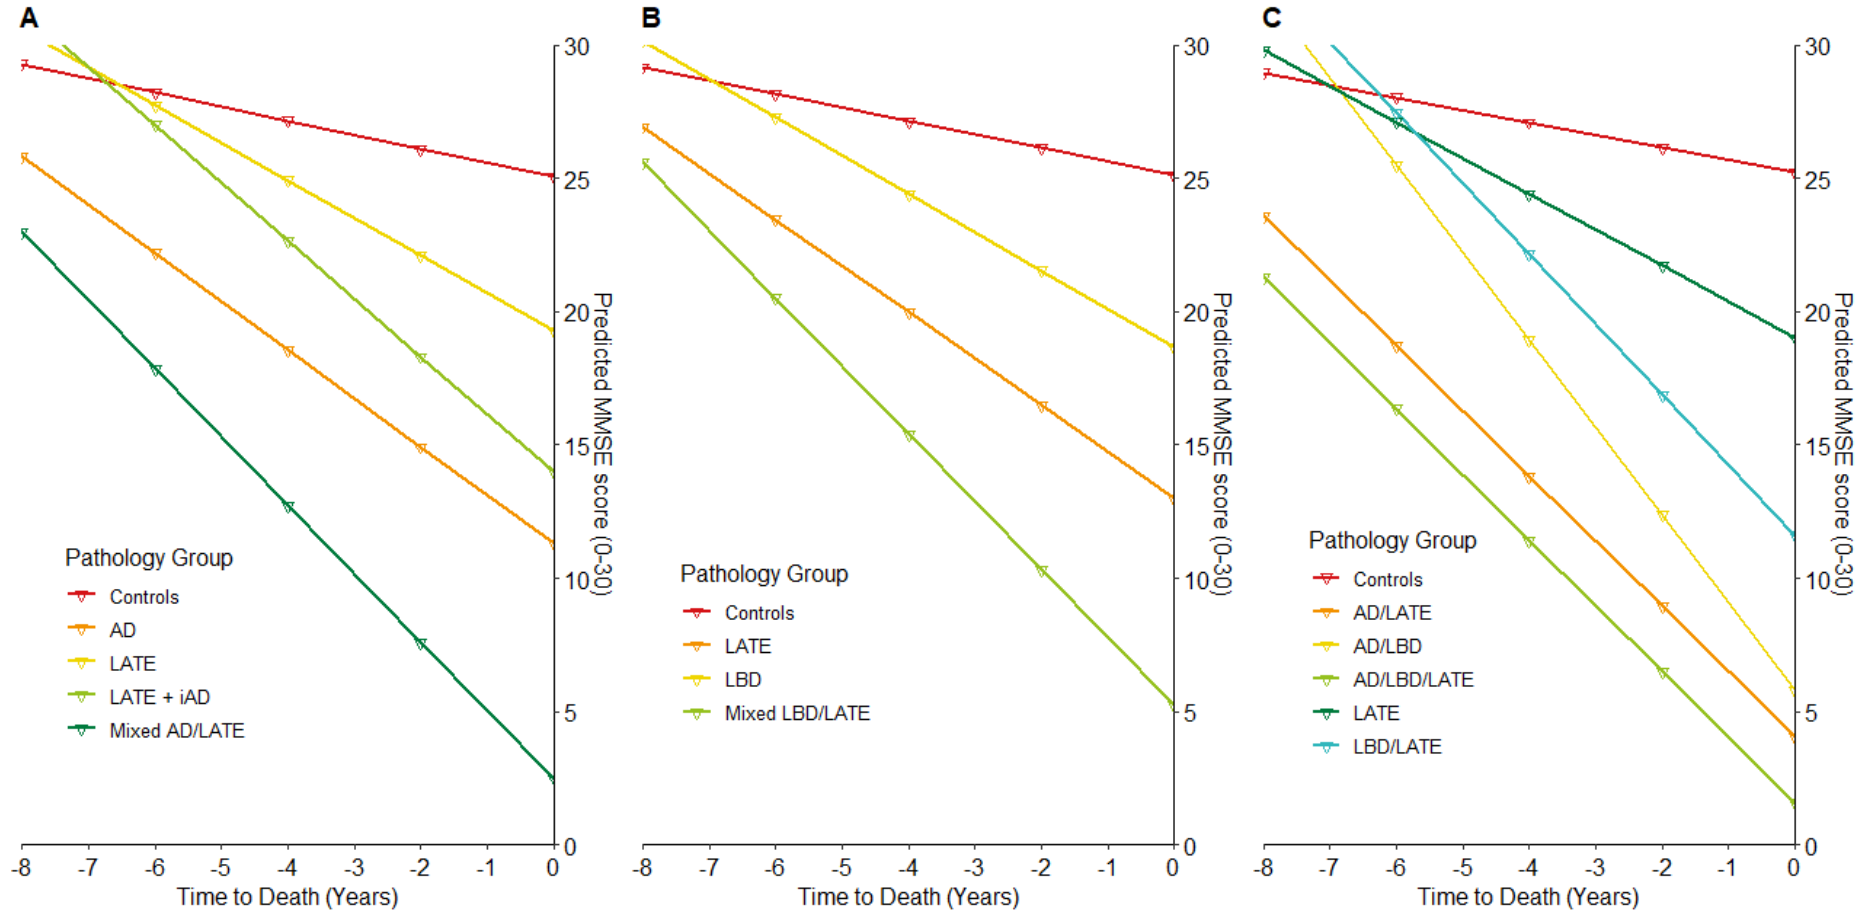 A
30
25
20
15
10
5
0
Predicted MMSE score (0-30)
Pathology Group
Controls
AD
LATE
LATE + iAD
Mixed AD/LATE
-8 -7 -6 -5 -4 -3 -2 -1 0
Time to Death (Years)
B
30
25
20
15
10
5
0
Predicted MMSE score (0-30)
Pathology Group
Controls
LATE
LBD
Mixed LBD/LATE
-8 -7 -6 -5 -4 -3 -2 -1 0
Time to Death (Years)
C
30
25
20
15
10
5
0
Predicted MMSE score (0-30)
Pathology Group
Controls
AD/LATE
AD/LBD
AD/LBD/LATE
LATE
LBD/LATE
-8 -7 -6 -5 -4 -3 -2 -1 0
Time to Death (Years)